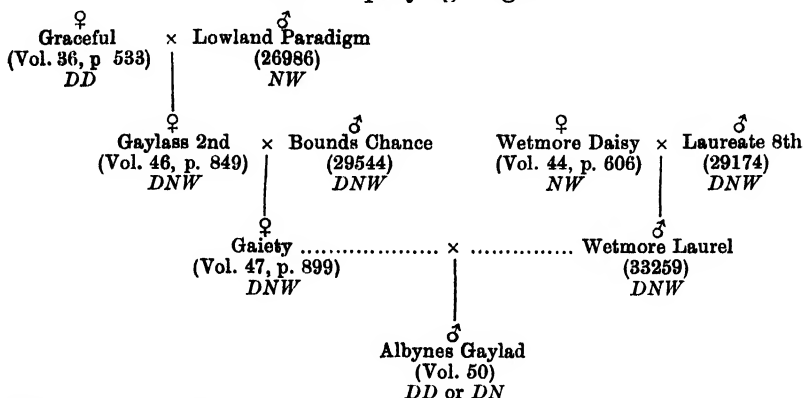 ♀ ♂
Graceful × Lowland Paradigm
(Vol. 36, p 533) (26986)
DD NW
♀ ♂ ♀ ♂
Gaylass 2nd × Bounds Chance Wetmore Daisy × Laureate 8th
(Vol. 46, p. 849) (29544) (Vol. 44, p. 606) (29174)
DNW DNW NW DNW
♀ ♂
Gaiety .................... × ............... Wetmore Laurel
(Vol. 47, p. 899) (33259)
DNW DNW
♂
Albynes Gaylad
(Vol. 50)
DD or DN